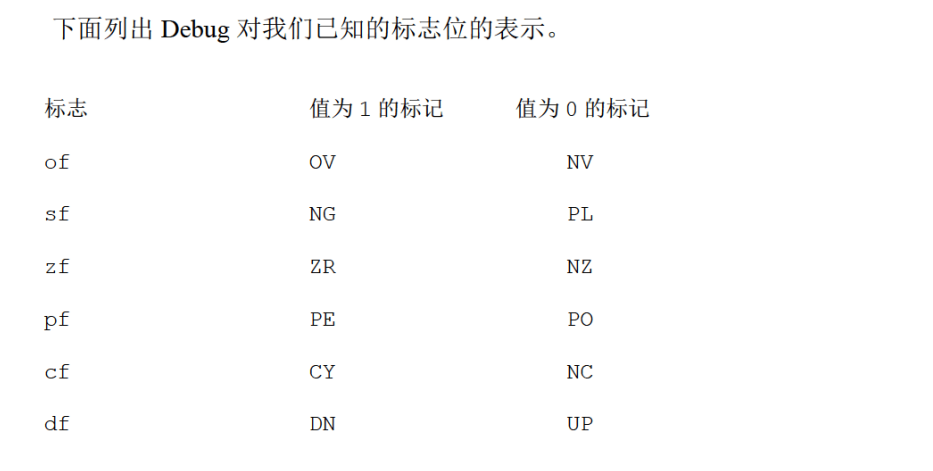 下面列出 Debug 对我们已知的标志位的表示。
标志 值为 1 的标记 值为 0 的标记
of OV NV
sf NG PL
zf ZR NZ
pf PE PO
cf CY NC
df DN UP